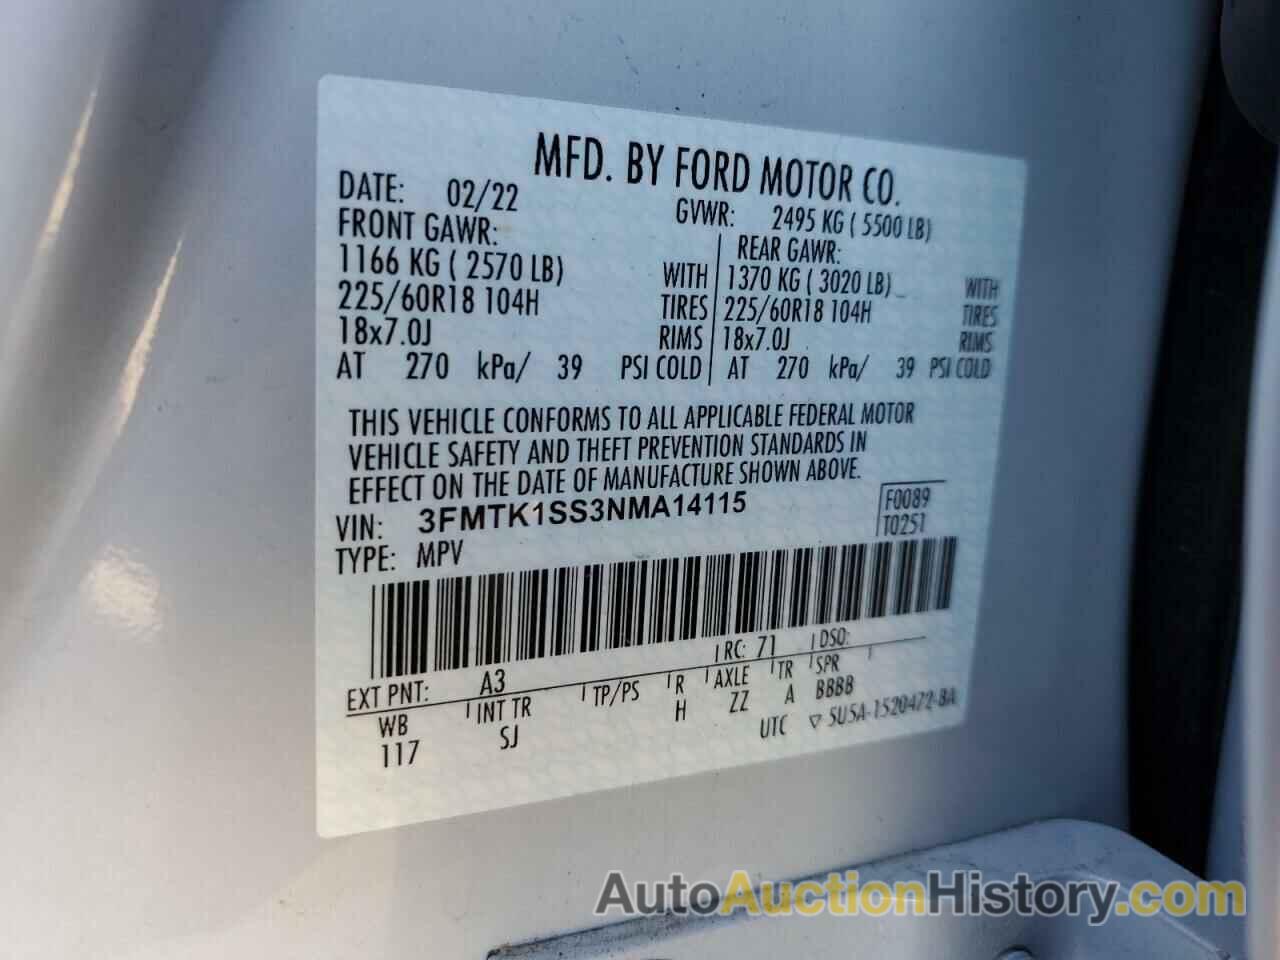 MFD. BY FORD MOTOR CO.
DATE: 02/22 GVWR: 2495 KG ( 5500 LB)
FRONT GAWR: REAR GAWR:
1166 KG ( 2570 LB) WITH 1370 KG ( 3020 LB) WITH
225/60R18 104H TIRES 225/60R18 104H TIRES
18x7.0J RIMS 18x7.0J RIMS
AT 270 kPa/ 39 PSI COLD AT 270 kPa/ 39 PSI COLD
THIS VEHICLE CONFORMS TO ALL APPLICABLE FEDERAL MOTOR
VEHICLE SAFETY AND THEFT PREVENTION STANDARDS IN
EFFECT ON THE DATE OF MANUFACTURE SHOWN ABOVE.
VIN: 3FMTK1SS3NMA14115 F0089
TYPE: MPV T0251
EXT PNT: A3 RC: 71 DSO:
WB INT TR TP/PS R AXLE TR SPR
117 SJ H ZZ A BBBB
UTC ▽ 5U5A-1520472-BA
AutoAuctionHistory.com